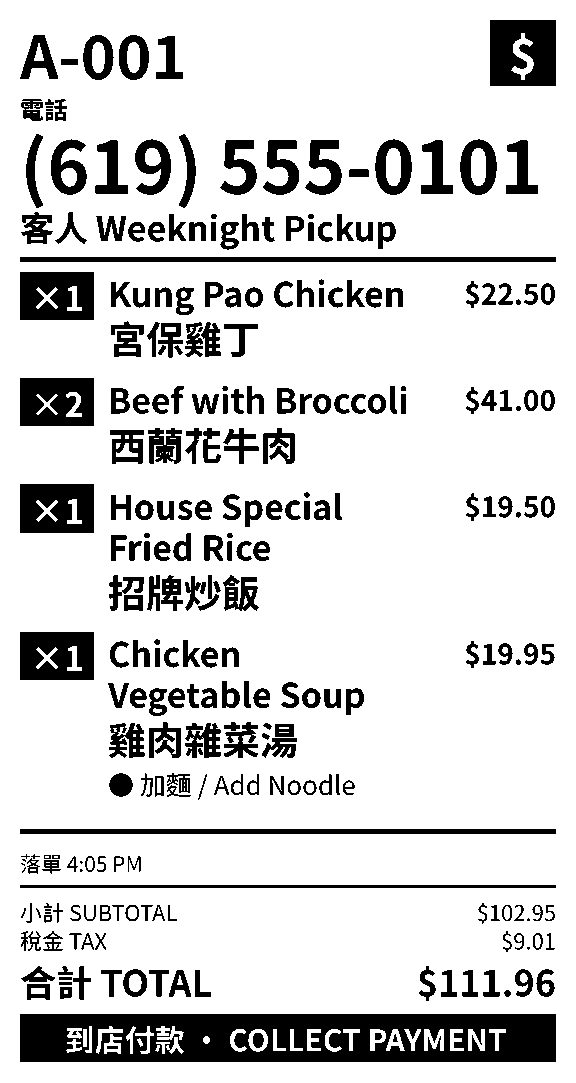 A-001
$
電話
(619) 555-0101
客人 Weeknight Pickup
×1 Kung Pao Chicken $22.50
宮保雞丁
×2 Beef with Broccoli $41.00
西蘭花牛肉
×1 House Special $19.50
Fried Rice
招牌炒飯
×1 Chicken $19.95
Vegetable Soup
雞肉雜菜湯
● 加麵 / Add Noodle
落單 4:05 PM
小計 SUBTOTAL $102.95
稅金 TAX $9.01
合計 TOTAL $111.96
到店付款 · COLLECT PAYMENT